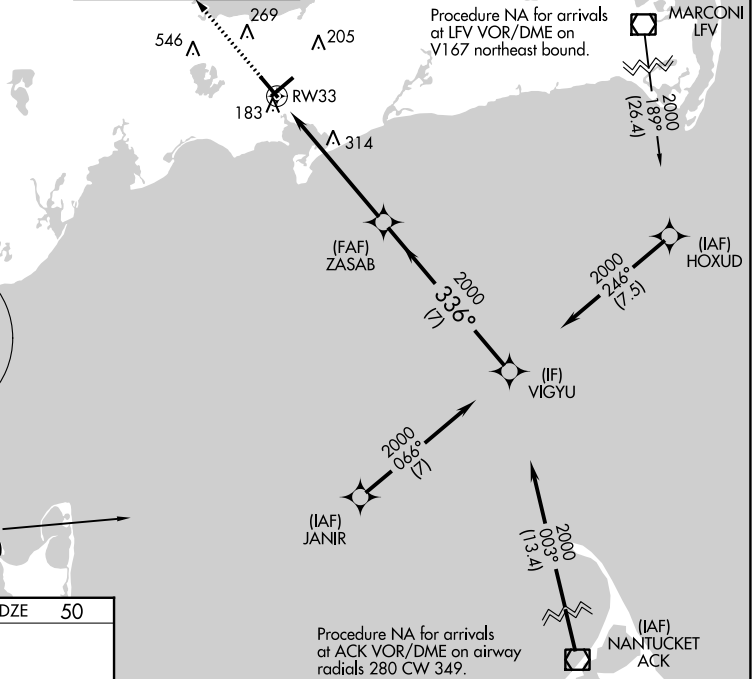 269
546
205
RW33
183
314
Procedure NA for arrivals
at LFV VOR/DME on
V167 northeast bound.
MARCONI
LFV
2000
189°
(26.4)
(FAF)
ZASAB
(IAF)
HOXUD
2000
246°
(7.5)
2000
336°
(7)
(IF)
VIGYU
2000
066°
(7)
(IAF)
JANIR
2000
003°
(13.4)
DZE 50
Procedure NA for arrivals
at ACK VOR/DME on airway
radials 280 CW 349.
(IAF)
NANTUCKET
ACK